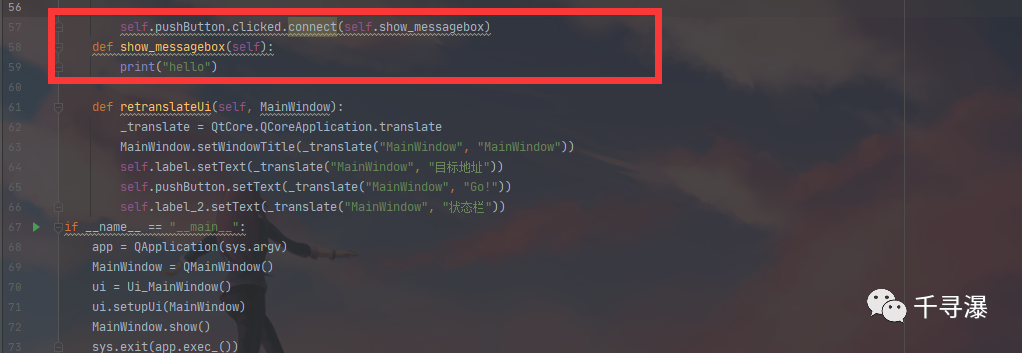 56
57 self.pushButton.clicked.connect(self.show_messagebox)
58 def show_messagebox(self):
59 print("hello")
60
61 def retranslateUi(self, MainWindow):
62 _translate = QtCore.QCoreApplication.translate
63 MainWindow.setWindowTitle(_translate("MainWindow", "MainWindow"))
64 self.label.setText(_translate("MainWindow", "目标地址"))
65 self.pushButton.setText(_translate("MainWindow", "Go!"))
66 self.label_2.setText(_translate("MainWindow", "状态栏"))
67 if __name__ == "__main__":
68 app = QApplication(sys.argv)
69 MainWindow = QMainWindow()
70 ui = Ui_MainWindow()
71 ui.setupUi(MainWindow)
72 MainWindow.show()
73 sys.exit(app.exec_())
千寻瀑